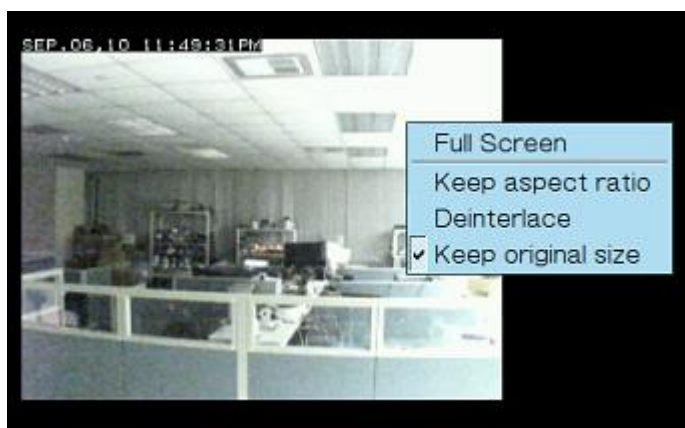 SEP.06,10 11:49:31PM
Full Screen
Keep aspect ratio
Deinterlace
Keep original size